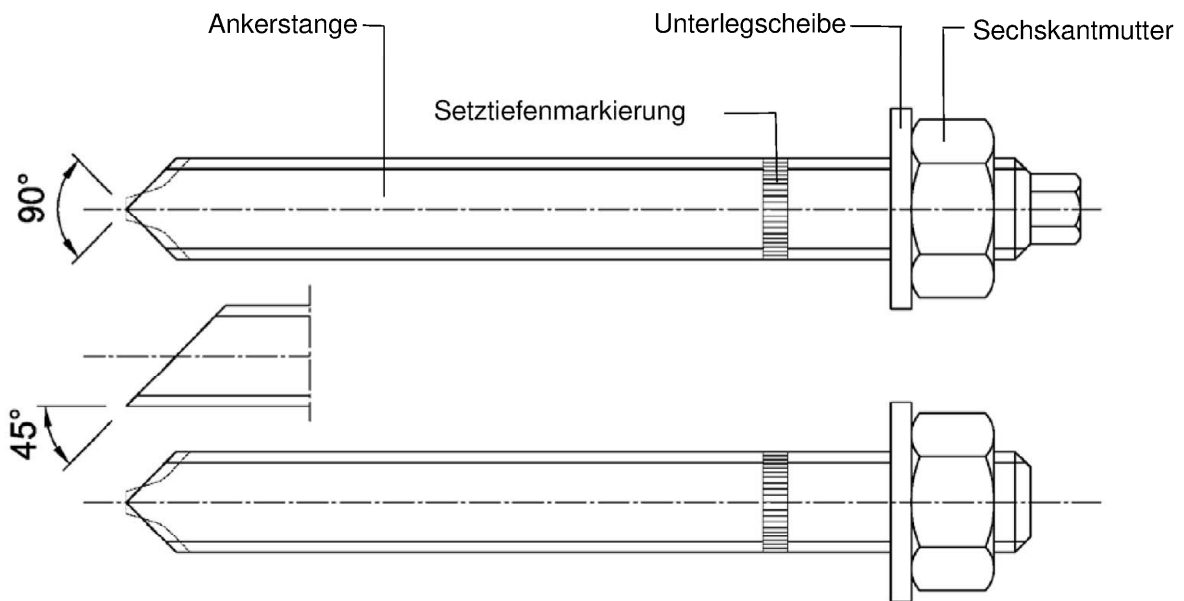 Ankerstange
Unterlegscheibe
Sechskantmutter
Setztiefenmarkierung
90°
45°